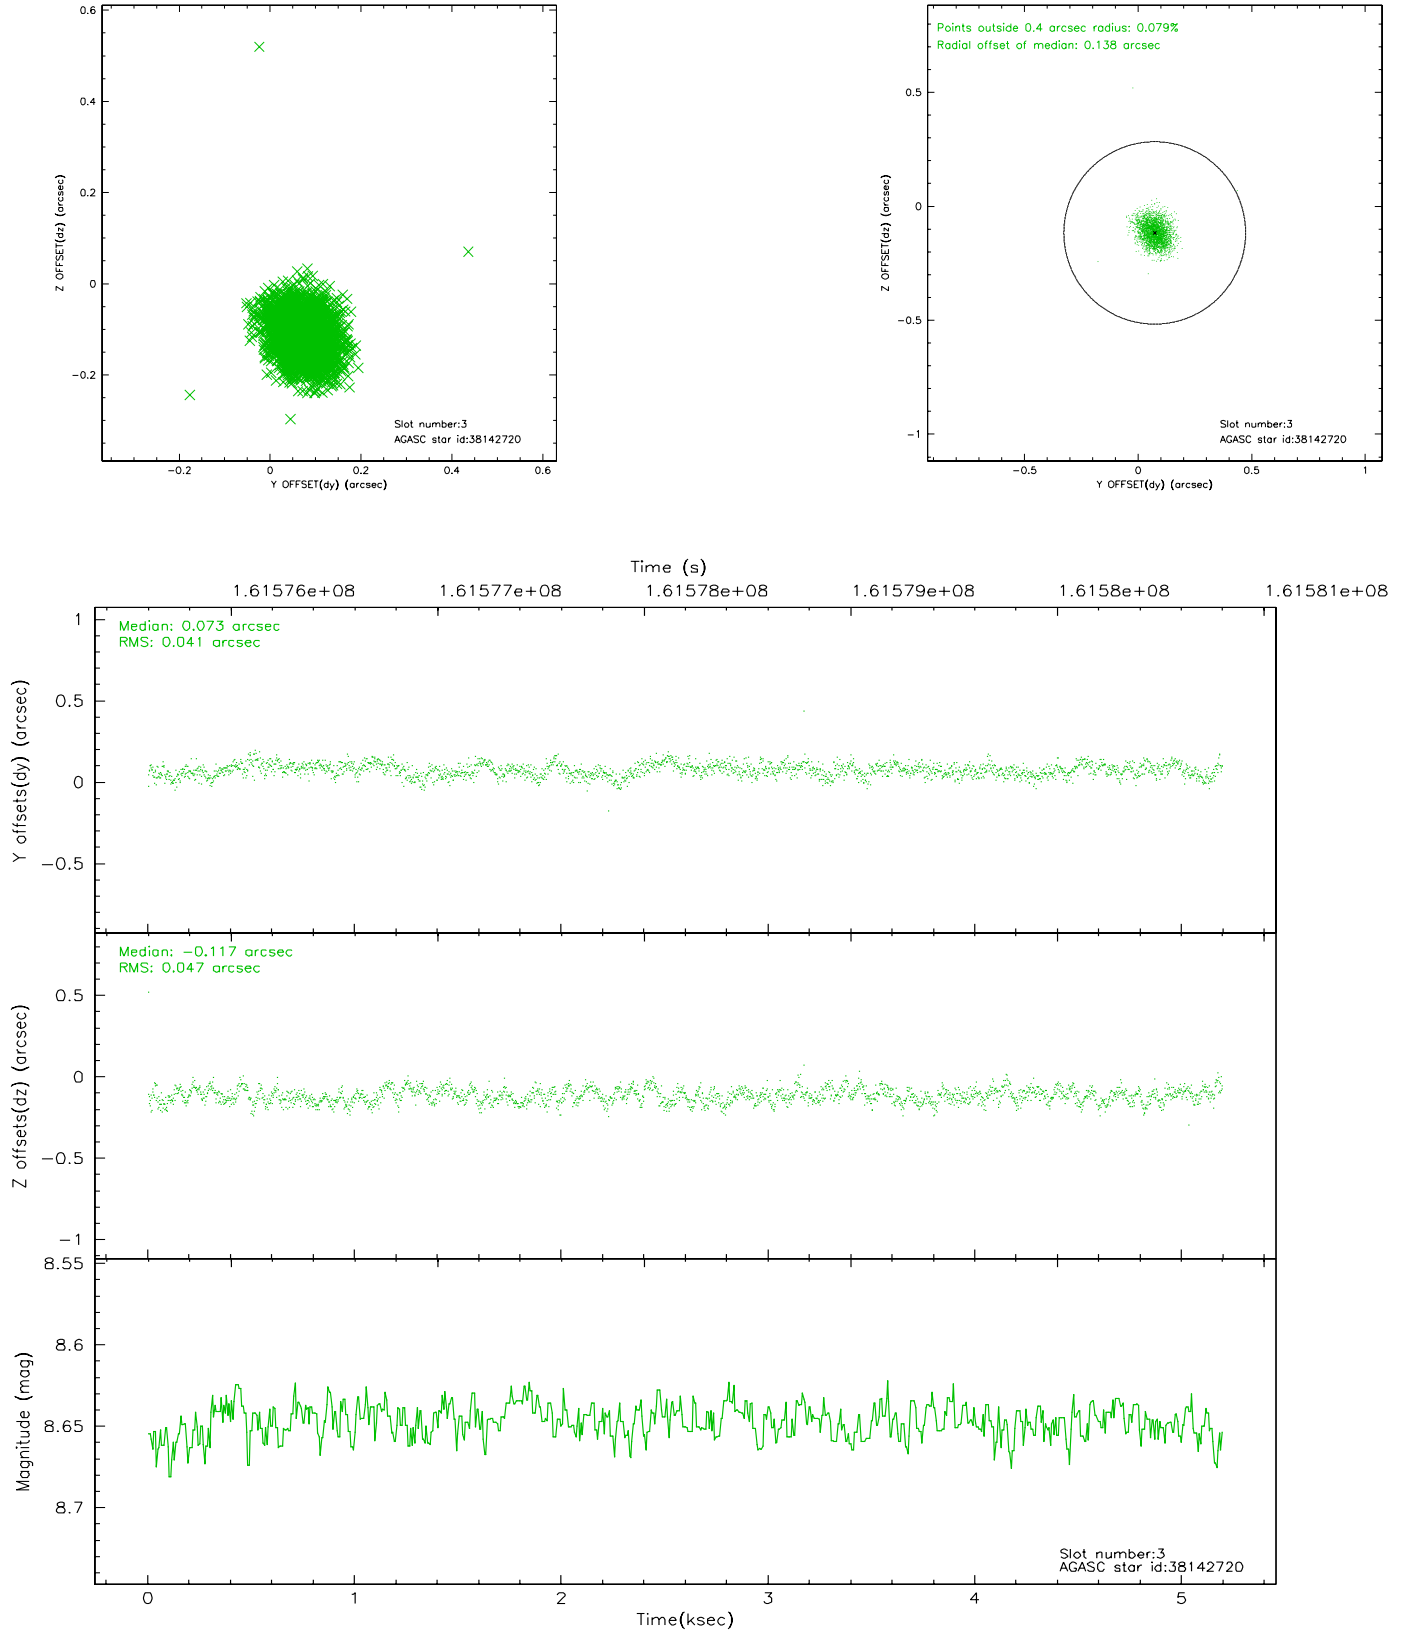 0.6
0.4
0.2
0
−0.2
Z OFFSET(dz) (arcsec)
−0.2 0 0.2 0.4 0.6
Y OFFSET(dy) (arcsec)
Slot number:3
AGASC star id:38142720
Points outside 0.4 arcsec radius: 0.079%
Radial offset of median: 0.138 arcsec
0.5
0
−0.5
−1
Z OFFSET(dz) (arcsec)
−0.5 0 0.5 1
Y OFFSET(dy) (arcsec)
Slot number:3
AGASC star id:38142720
Time (s)
1.61576e+08 1.61577e+08 1.61578e+08 1.61579e+08 1.6158e+08 1.61581e+08
Median: 0.073 arcsec
RMS: 0.041 arcsec
1
0.5
0
−0.5
Y offsets(dy) (arcsec)
Median: −0.117 arcsec
RMS: 0.047 arcsec
0.5
0
−0.5
−1
Z offsets(dz) (arcsec)
8.55
8.6
8.65
8.7
Magnitude (mag)
Slot number:3
AGASC star id:38142720
0 1 2 3 4 5
Time(ksec)